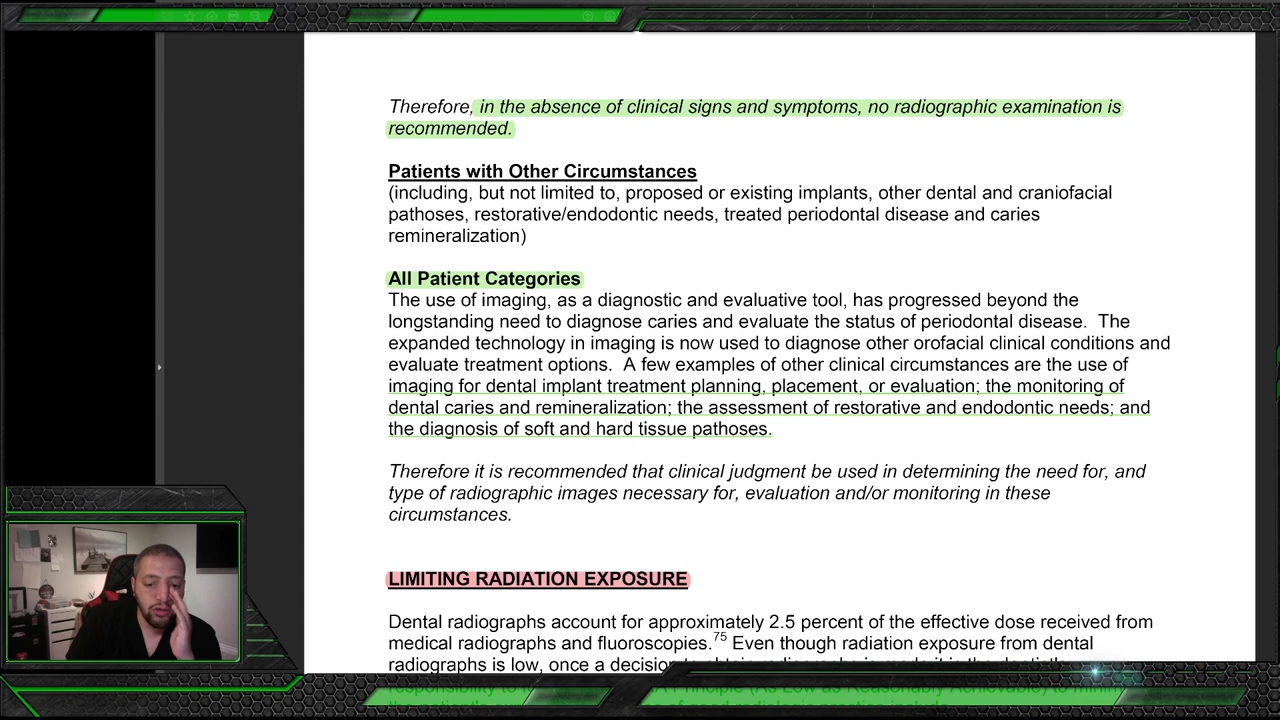 Therefore, in the absence of clinical signs and symptoms, no radiographic examination is
recommended.
Patients with Other Circumstances
(including, but not limited to, proposed or existing implants, other dental and craniofacial
pathoses, restorative/endodontic needs, treated periodontal disease and caries
remineralization)
All Patient Categories
The use of imaging, as a diagnostic and evaluative tool, has progressed beyond the
longstanding need to diagnose caries and evaluate the status of periodontal disease.  The
expanded technology in imaging is now used to diagnose other orofacial clinical conditions and
evaluate treatment options.  A few examples of other clinical circumstances are the use of
imaging for dental implant treatment planning, placement, or evaluation; the monitoring of
dental caries and remineralization; the assessment of restorative and endodontic needs; and
the diagnosis of soft and hard tissue pathoses.
Therefore it is recommended that clinical judgment be used in determining the need for, and
type of radiographic images necessary for, evaluation and/or monitoring in these
circumstances.
LIMITING RADIATION EXPOSURE
Dental radiographs account for approximately 2.5 percent of the effective dose received from
medical radiographs and fluoroscopies.75 Even though radiation exposure from dental
radiographs is low, once a decision
Principle (As Low as Reasonably Achievable)